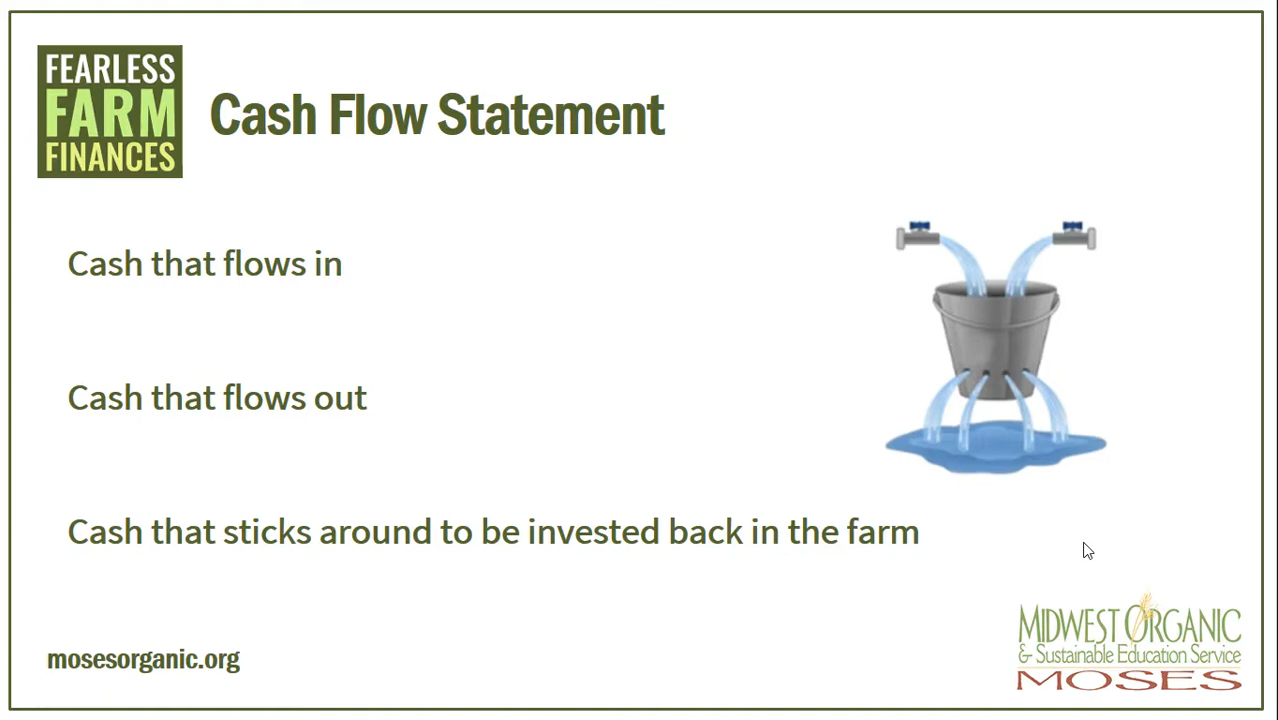 FEARLESS
FARM
FINANCES
Cash Flow Statement
Cash that flows in
Cash that flows out
Cash that sticks around to be invested back in the farm
mosesorganic.org
MIDWEST ORGANIC
& Sustainable Education Service
MOSES